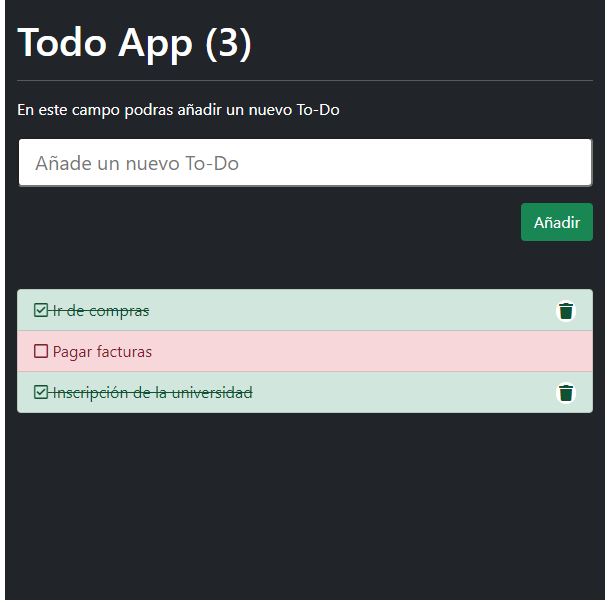 Todo App (3)
En este campo podras añadir un nuevo To-Do
Añade un nuevo To-Do
Añadir
Ir de compras
Pagar facturas
Inscripción de la universidad